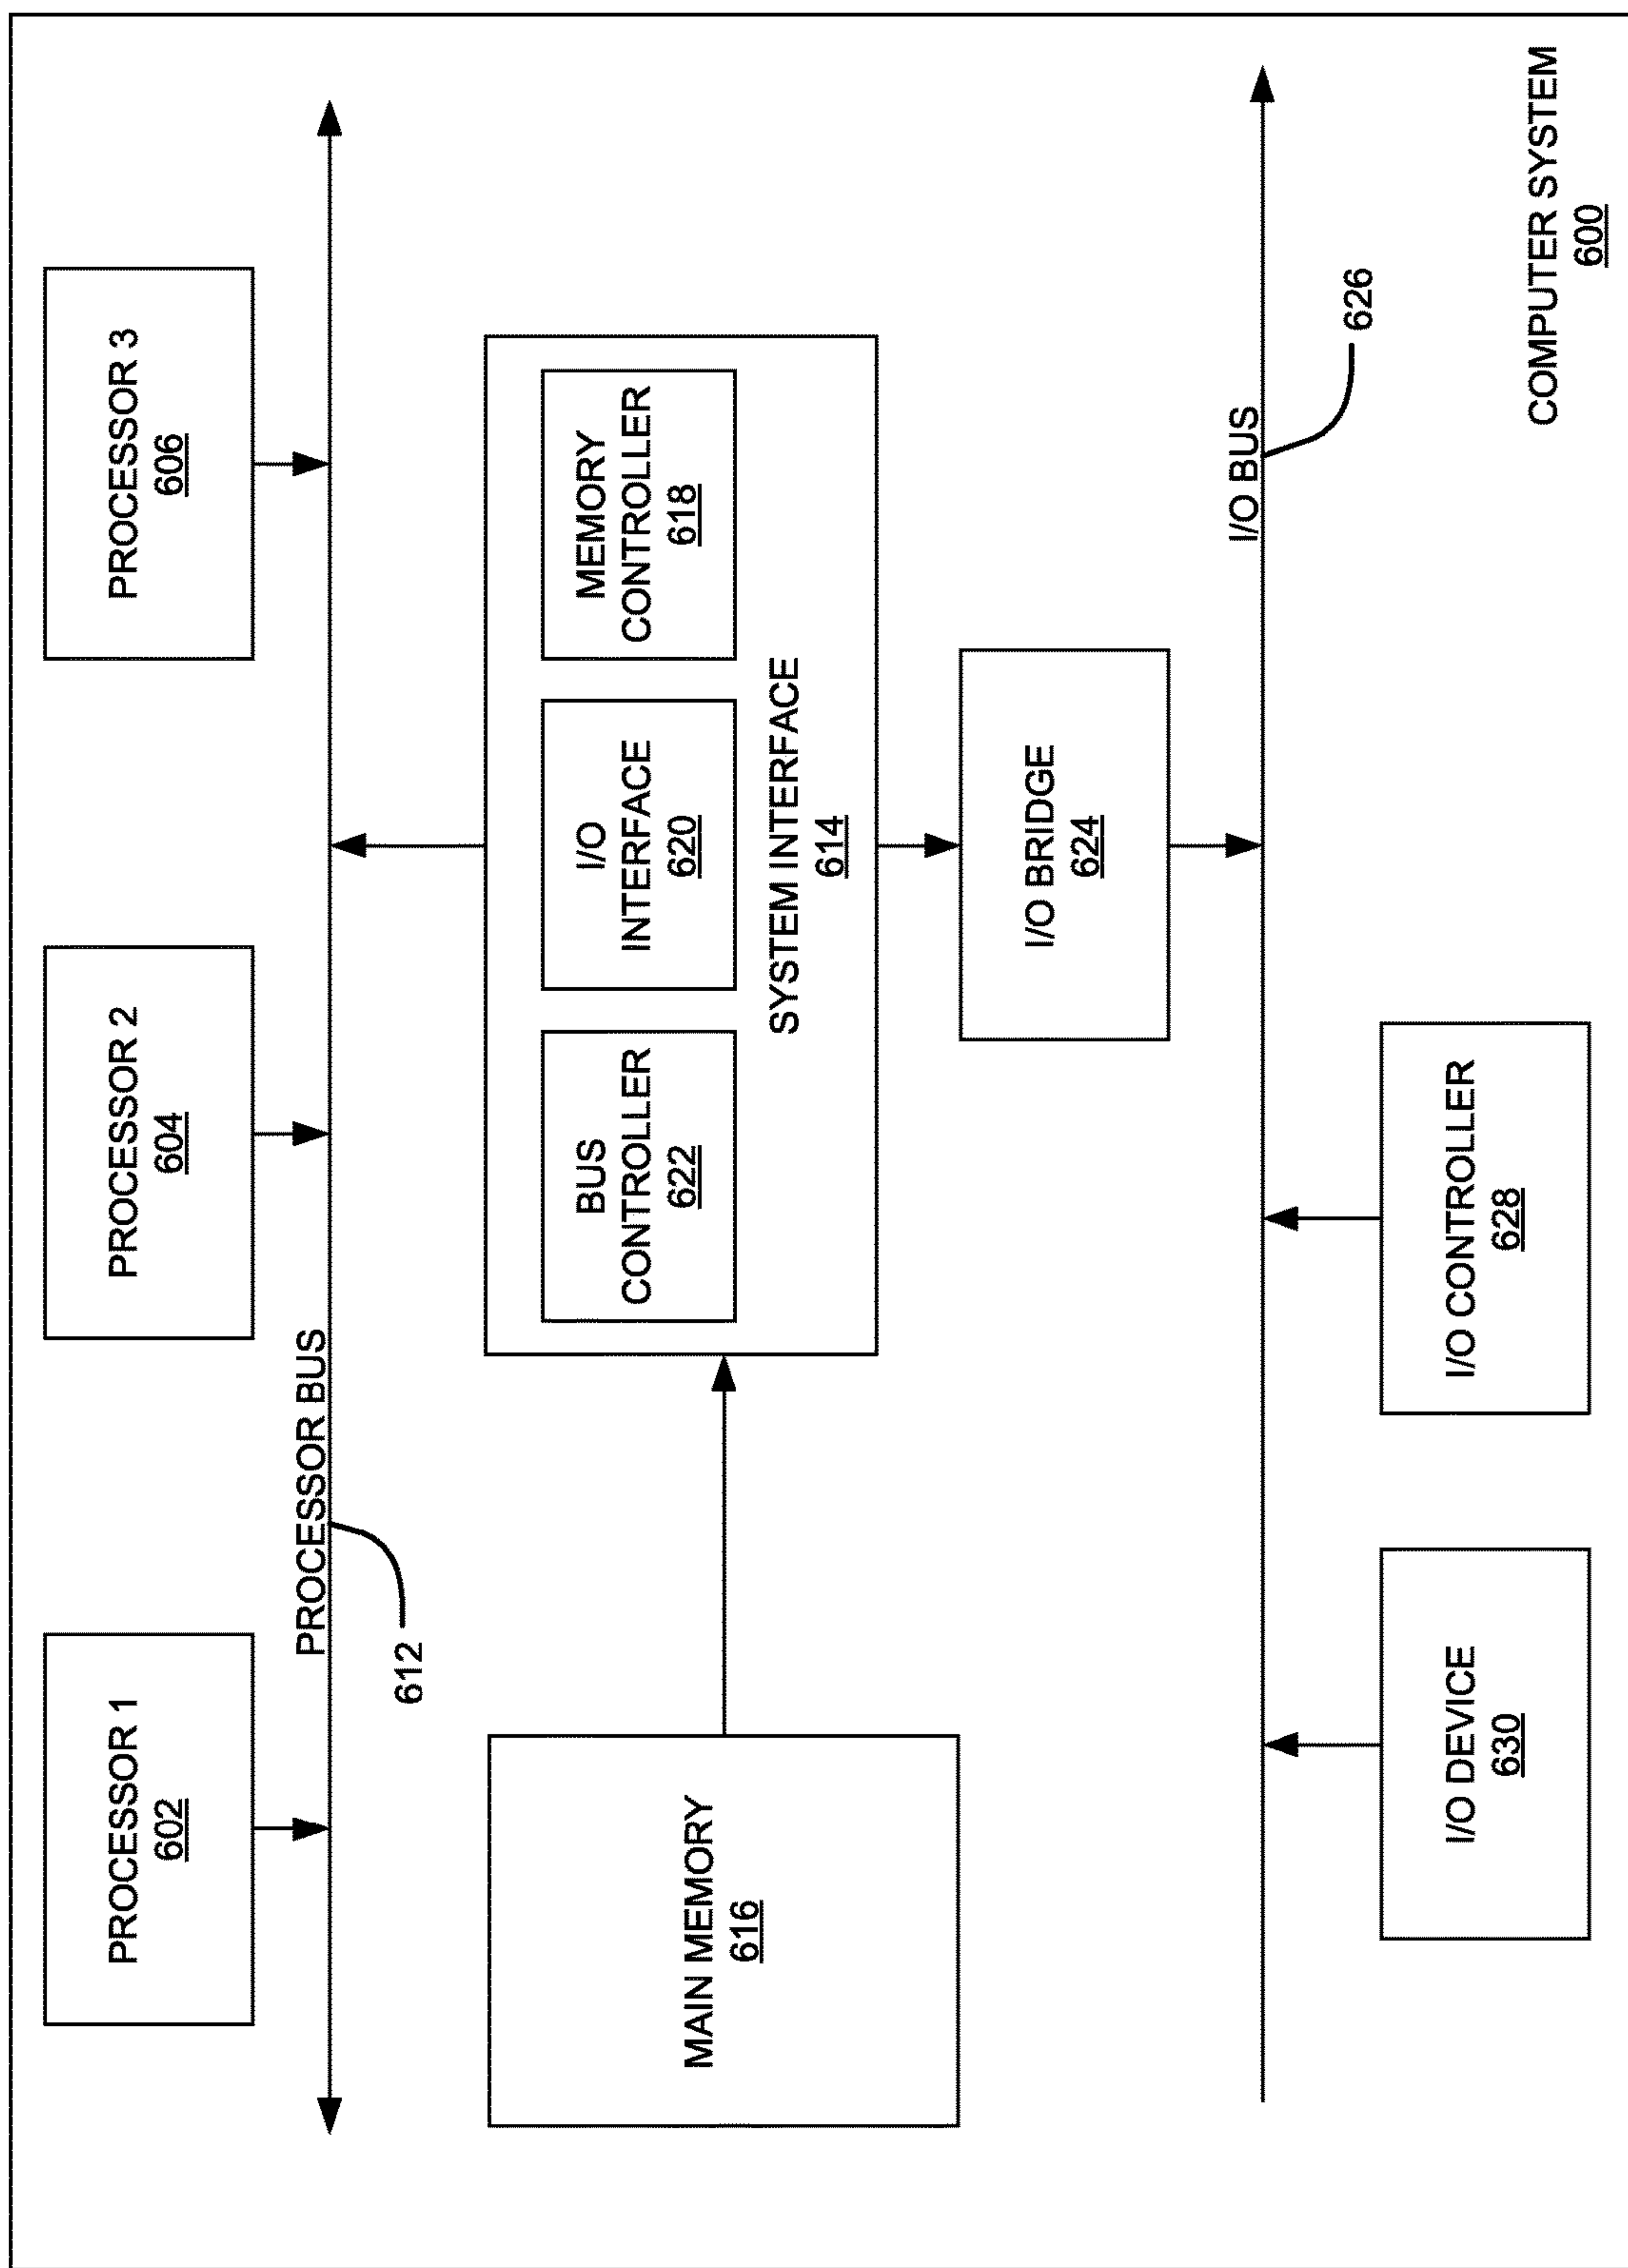 PROCESSOR 1
602
PROCESSOR 2
604
PROCESSOR 3
606
PROCESSOR BUS
612
MAIN MEMORY
616
BUS
CONTROLLER
622
I/O
INTERFACE
620
MEMORY
CONTROLLER
618
SYSTEM INTERFACE
614
I/O BRIDGE
624
I/O BUS
626
I/O DEVICE
630
I/O CONTROLLER
628
COMPUTER SYSTEM
600